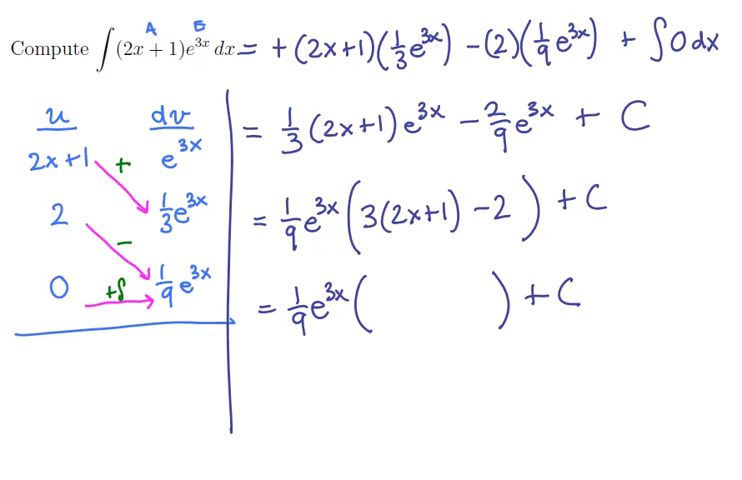 A E
Compute ∫(2x + 1)e^{3x} dx = +(2x+1)(1/3 e^{3x}) - (2)(1/9 e^{3x}) + ∫0 dx
u dv
2x+1 + e^{3x}
2 1/3 e^{3x}
−
0 +∫ 1/9 e^{3x}
= 1/3 (2x+1) e^{3x} - 2/9 e^{3x} + C
= 1/9 e^{3x} (3(2x+1) - 2) + C
= 1/9 e^{3x} ( ) + C